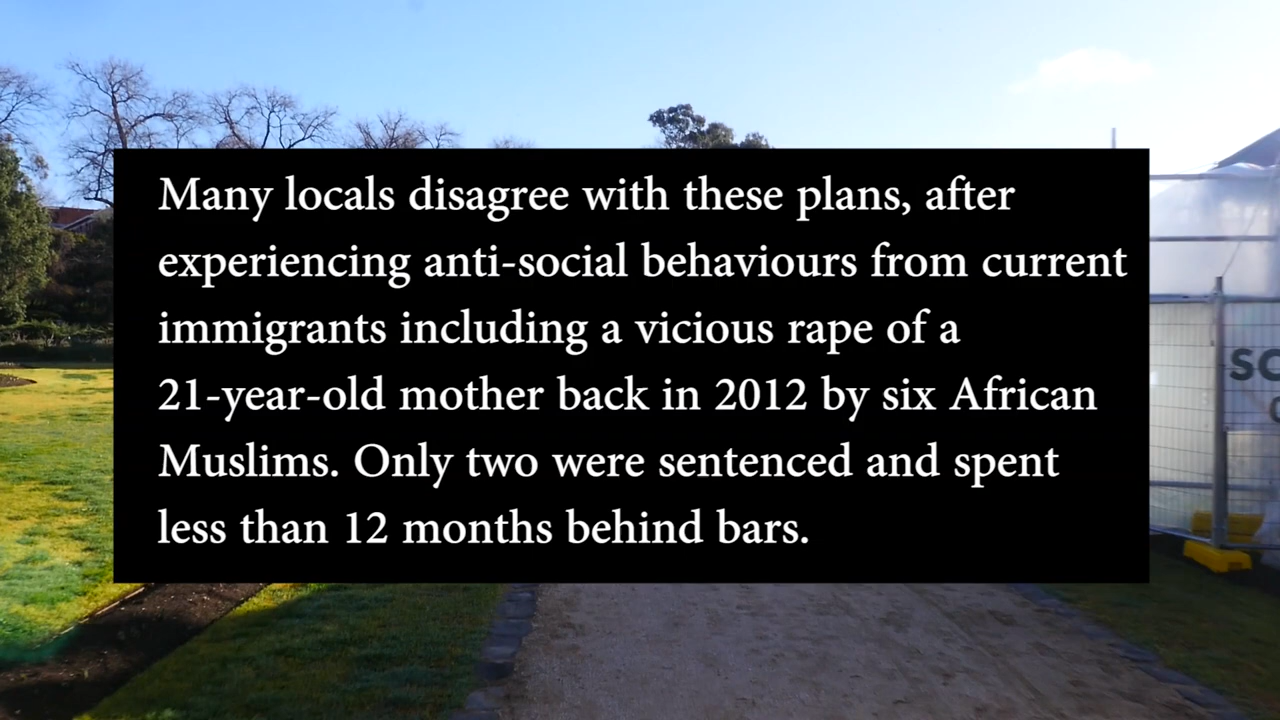 Many locals disagree with these plans, after
experiencing anti-social behaviours from current
immigrants including a vicious rape of a
21-year-old mother back in 2012 by six African
Muslims. Only two were sentenced and spent
less than 12 months behind bars.